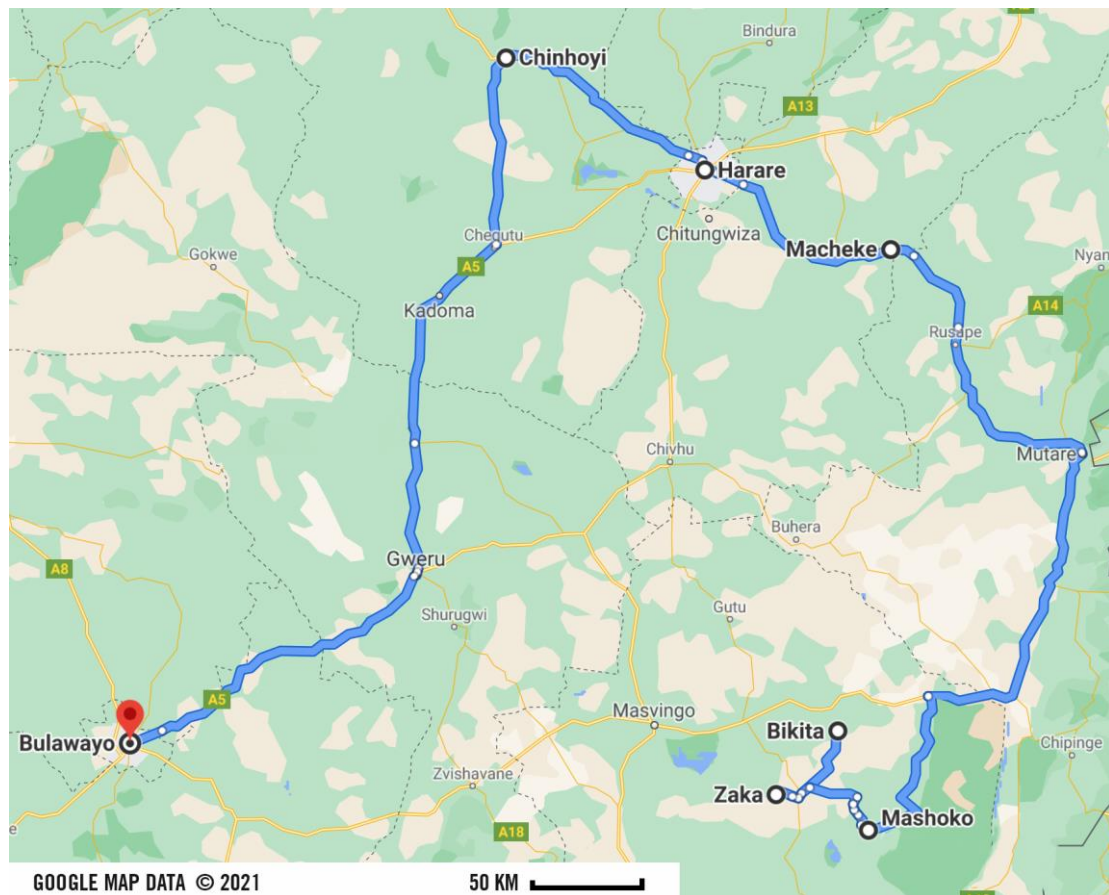 Bindura
Chinhoyi
A13
Harare
Chegutu
Chitungwiza
Gokwe
A5
Macheke
Nyan
Kadoma
A14
Rusape
Chivhu
Mutare
Buhera
Gweru
A8
Shurugwi
Gutu
A5
Masvingo
Bikita
Bulawayo
Chipinge
Zvishavane
Zaka
Mashoko
A18
e
GOOGLE MAP DATA © 2021
50 KM